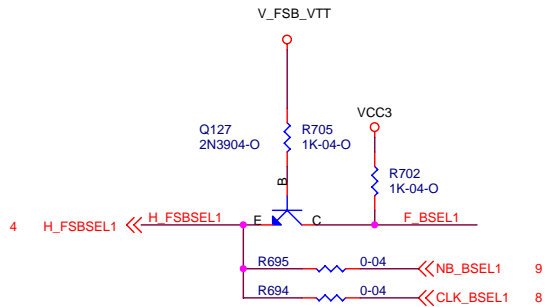 V_FSB_VTT
Q127
2N3904-O
R705
1K-04-O
VCC3
R702
1K-04-O
B
4 H_FSBSEL1 H_FSBSEL1 E C F_BSEL1
R695 0-04 NB_BSEL1 9
R694 0-04 CLK_BSEL1 8